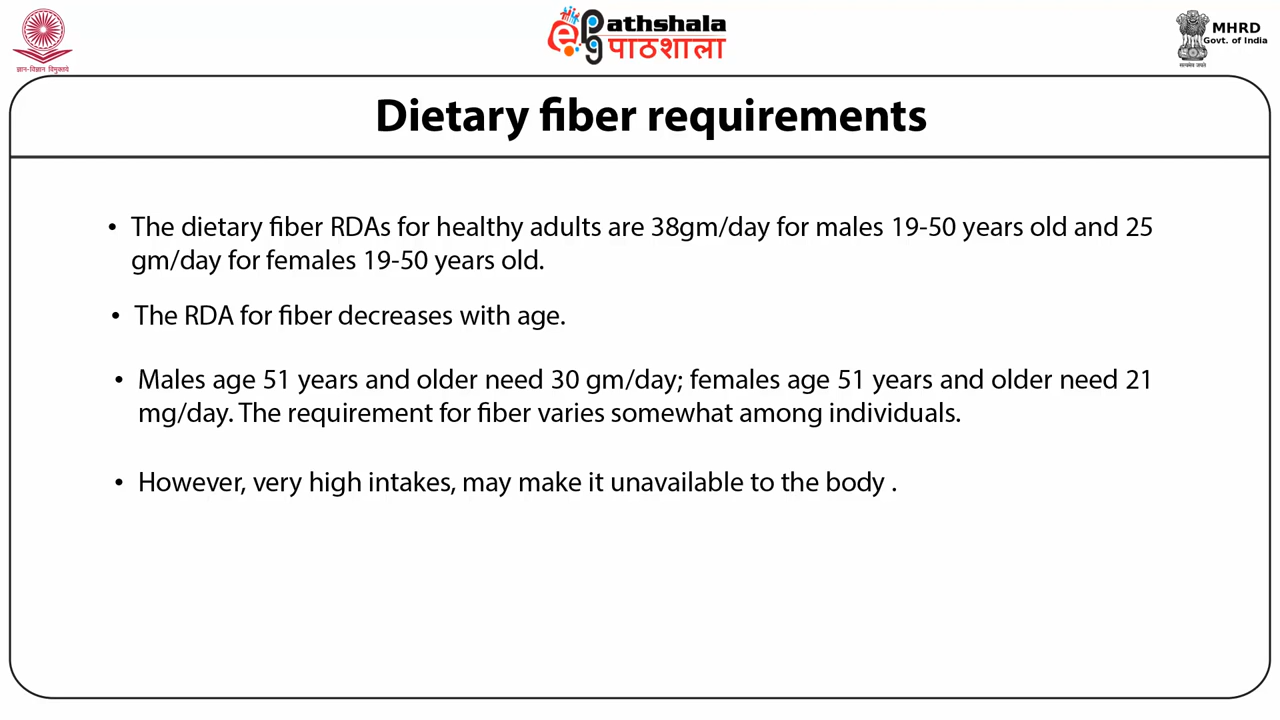 ज्ञान-विज्ञान विमुक्तये
ePathshala
पाठशाला
MHRD
Govt. of India
सत्यमेव जयते
Dietary fiber requirements
• The dietary fiber RDAs for healthy adults are 38gm/day for males 19-50 years old and 25
gm/day for females 19-50 years old.
• The RDA for fiber decreases with age.
• Males age 51 years and older need 30 gm/day; females age 51 years and older need 21
mg/day. The requirement for fiber varies somewhat among individuals.
• However, very high intakes, may make it unavailable to the body .